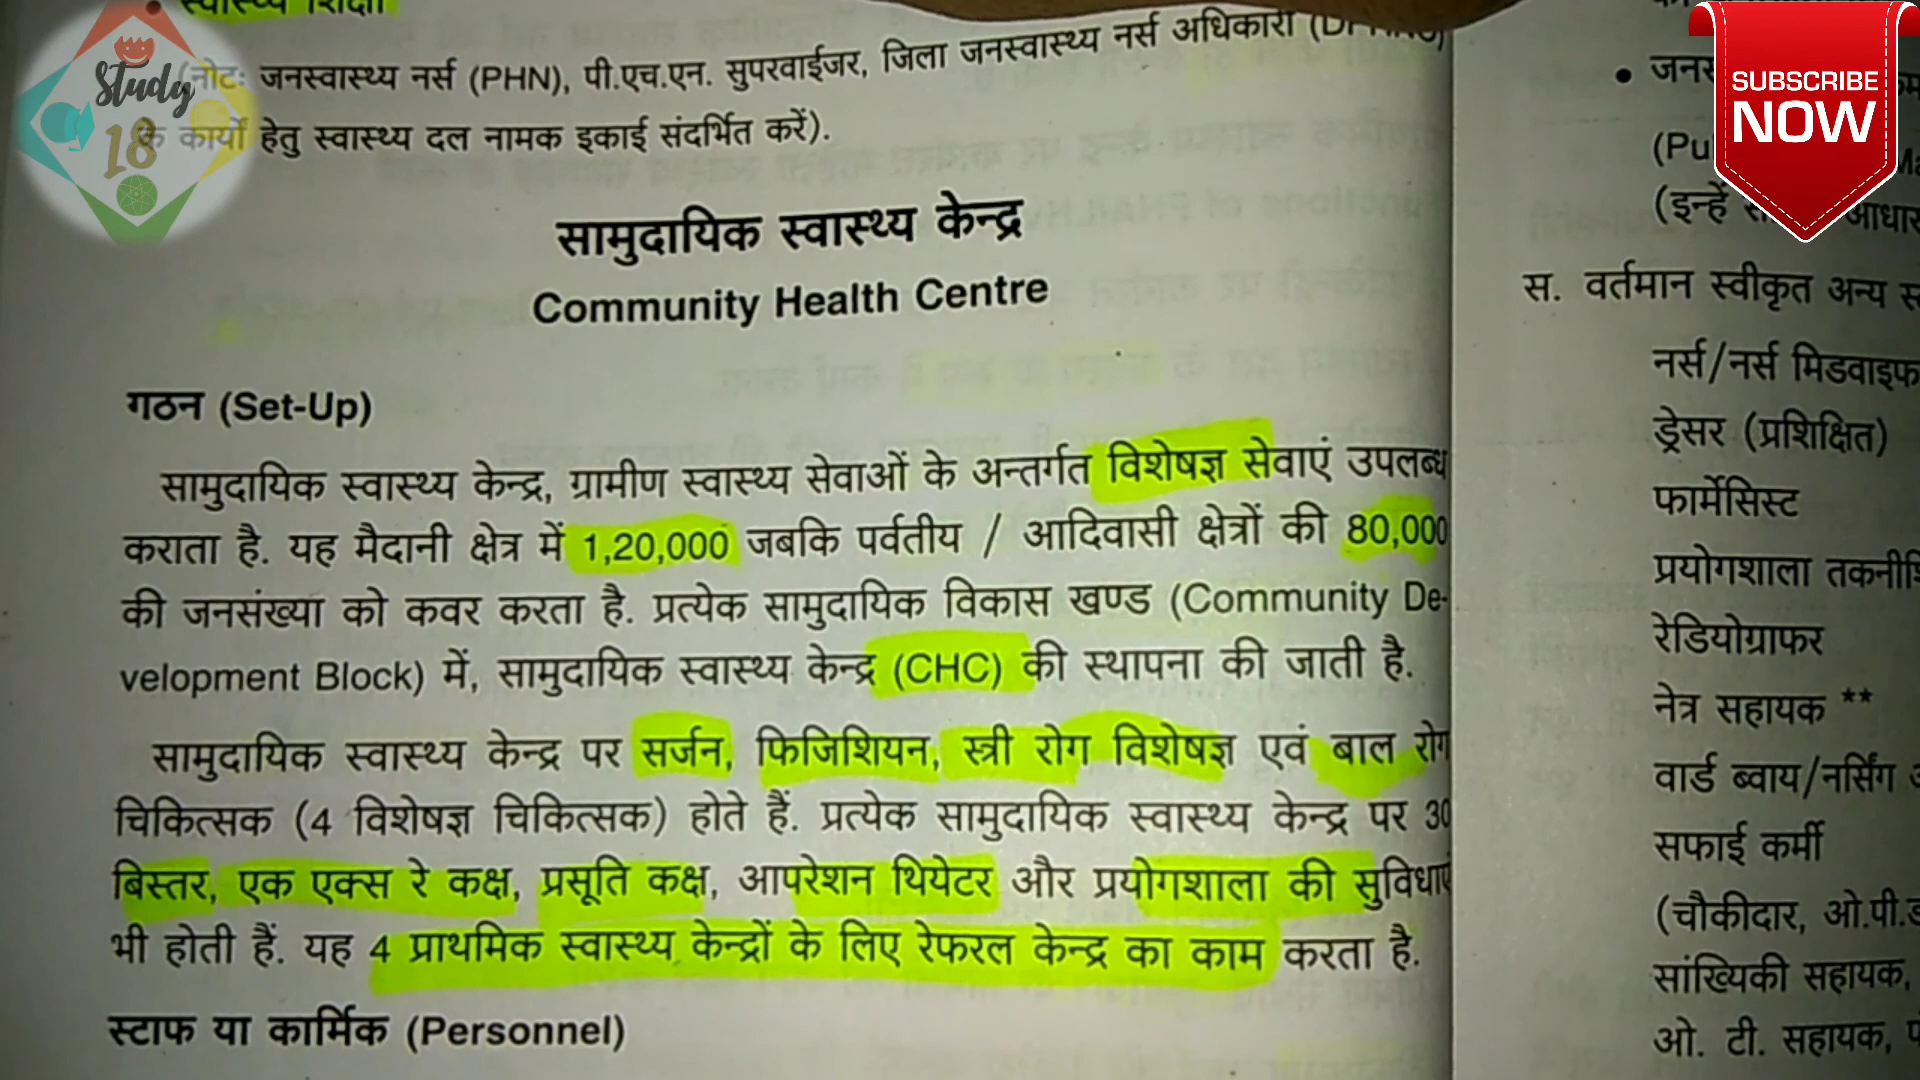 स्वास्थ्य शिक्षा
Study
18
(नोट: जनस्वास्थ्य नर्स (PHN), पी.एच.एन. सुपरवाईजर, जिला जनस्वास्थ्य नर्स अधिकारी
के कार्यों हेतु स्वास्थ्य दल नामक इकाई संदर्भित करें).
सामुदायिक स्वास्थ्य केन्द्र
Community Health Centre
गठन (Set-Up)
सामुदायिक स्वास्थ्य केन्द्र, ग्रामीण स्वास्थ्य सेवाओं के अन्तर्गत विशेषज्ञ सेवाएं उपलब्ध
कराता है. यह मैदानी क्षेत्र में 1,20,000 जबकि पर्वतीय / आदिवासी क्षेत्रों की 80,000
की जनसंख्या को कवर करता है. प्रत्येक सामुदायिक विकास खण्ड (Community De-
velopment Block) में, सामुदायिक स्वास्थ्य केन्द्र (CHC) की स्थापना की जाती है.
सामुदायिक स्वास्थ्य केन्द्र पर सर्जन, फिजिशियन, स्त्री रोग विशेषज्ञ एवं बाल रोग
चिकित्सक (4 विशेषज्ञ चिकित्सक) होते हैं. प्रत्येक सामुदायिक स्वास्थ्य केन्द्र पर 30
बिस्तर, एक एक्स रे कक्ष, प्रसूति कक्ष, आपरेशन थियेटर और प्रयोगशाला की सुविधाएं
भी होती हैं. यह 4 प्राथमिक स्वास्थ्य केन्द्रों के लिए रेफरल केन्द्र का काम करता है.
स्टाफ या कार्मिक (Personnel)
SUBSCRIBE
NOW
(इन्हें
स. वर्तमान स्वीकृत अन्य
नर्स/नर्स मिडवाइफ
ड्रेसर (प्रशिक्षित)
फार्मेसिस्ट
प्रयोगशाला
रेडियोग्राफर
नेत्र सहायक **
वार्ड ब्वाय/नर्सिंग
सफाई कर्मी
(चौकीदार,
सांख्यिकी सहायक,
ओ. टी. सहायक,